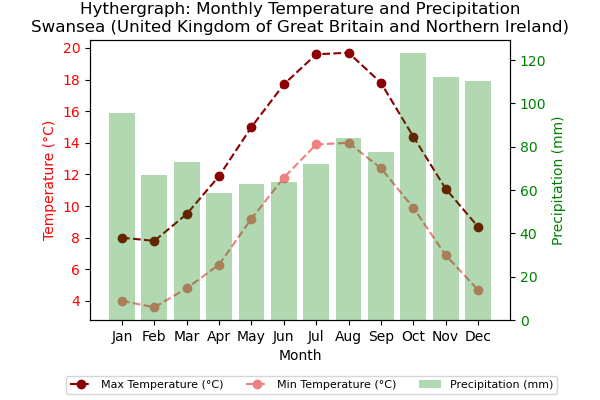 Hythergraph: Monthly Temperature and Precipitation
Swansea (United Kingdom of Great Britain and Northern Ireland)
20
18
16
14
12
10
8
6
4
Temperature (°C)
120
100
80
60
40
20
0
Precipitation (mm)
Jan Feb Mar Apr May Jun Jul Aug Sep Oct Nov Dec
Month
Max Temperature (°C) Min Temperature (°C) Precipitation (mm)